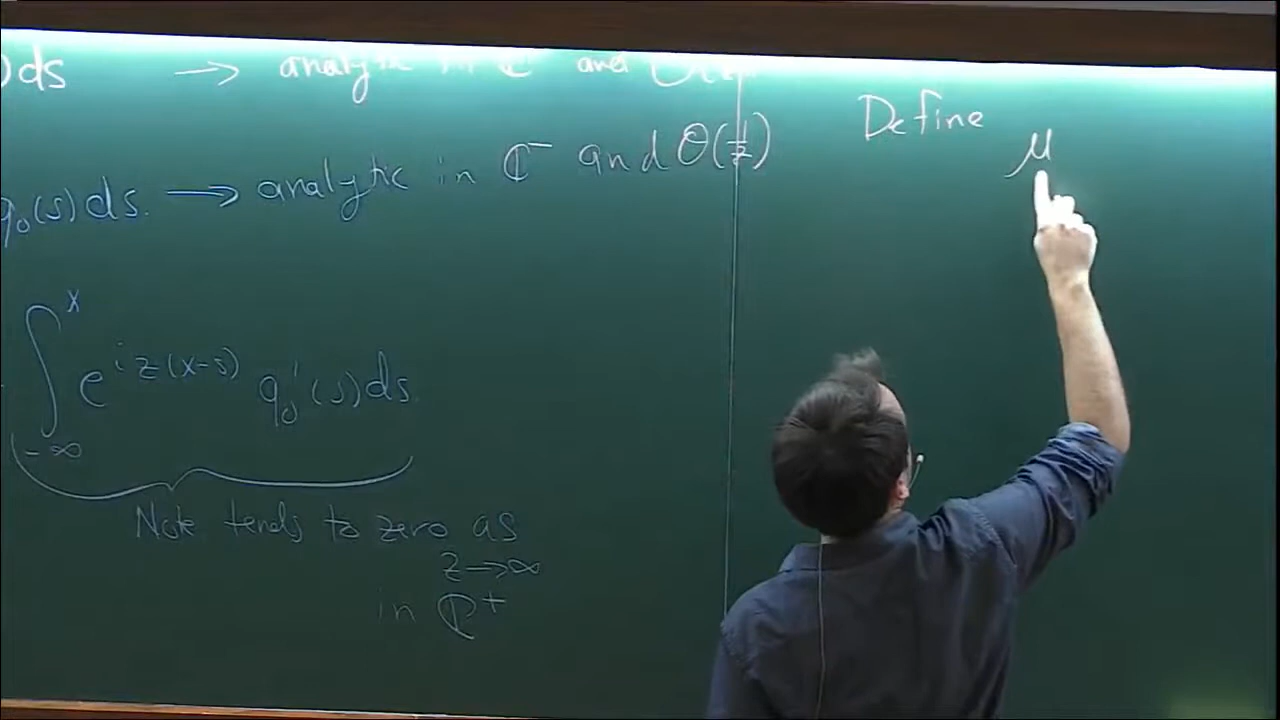 )ds → analytic in ℂ and
q₀(s)ds. → analytic in ℂ⁻ and O(1/z)
∫_{-∞}^{x} e^{iz(x-s)} q₀'(s)ds.
Note tends to zero as
z→∞
in ℂ⁺
Define
μ